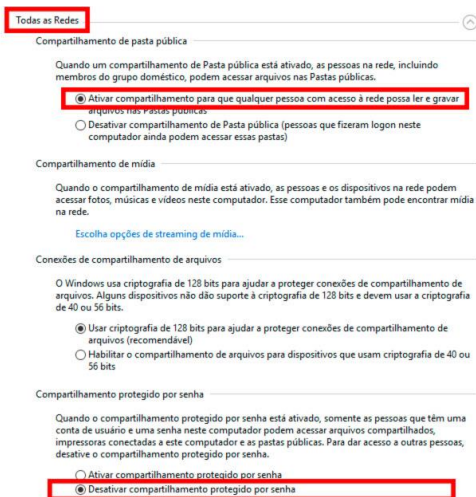 Todas as Redes
Compartilhamento de pasta pública
Quando um compartilhamento de Pasta pública está ativado, as pessoas na rede, incluindo
membros do grupo doméstico, podem acessar arquivos nas Pastas públicas.
Ativar compartilhamento para que qualquer pessoa com acesso à rede possa ler e gravar
arquivos nas Pastas públicas
Desativar compartilhamento de Pasta pública (pessoas que fizeram logon neste
computador ainda podem acessar essas pastas)
Compartilhamento de mídia
Quando o compartilhamento de mídia está ativado, as pessoas e os dispositivos na rede podem
acessar fotos, músicas e vídeos neste computador. Esse computador também pode encontrar mídia
na rede.
Escolha opções de streaming de mídia...
Conexões de compartilhamento de arquivos
O Windows usa criptografia de 128 bits para ajudar a proteger conexões de compartilhamento de
arquivos. Alguns dispositivos não dão suporte à criptografia de 128 bits e devem usar a criptografia
de 40 ou 56 bits.
Usar criptografia de 128 bits para ajudar a proteger conexões de compartilhamento de
arquivos (recomendável)
Habilitar o compartilhamento de arquivos para dispositivos que usam criptografia de 40 ou
56 bits
Compartilhamento protegido por senha
Quando o compartilhamento protegido por senha está ativado, somente as pessoas que têm uma
conta de usuário e uma senha neste computador podem acessar arquivos compartilhados,
impressoras conectadas a este computador e as pastas públicas. Para dar acesso a outras pessoas,
desative o compartilhamento protegido por senha.
Ativar compartilhamento protegido por senha
Desativar compartilhamento protegido por senha